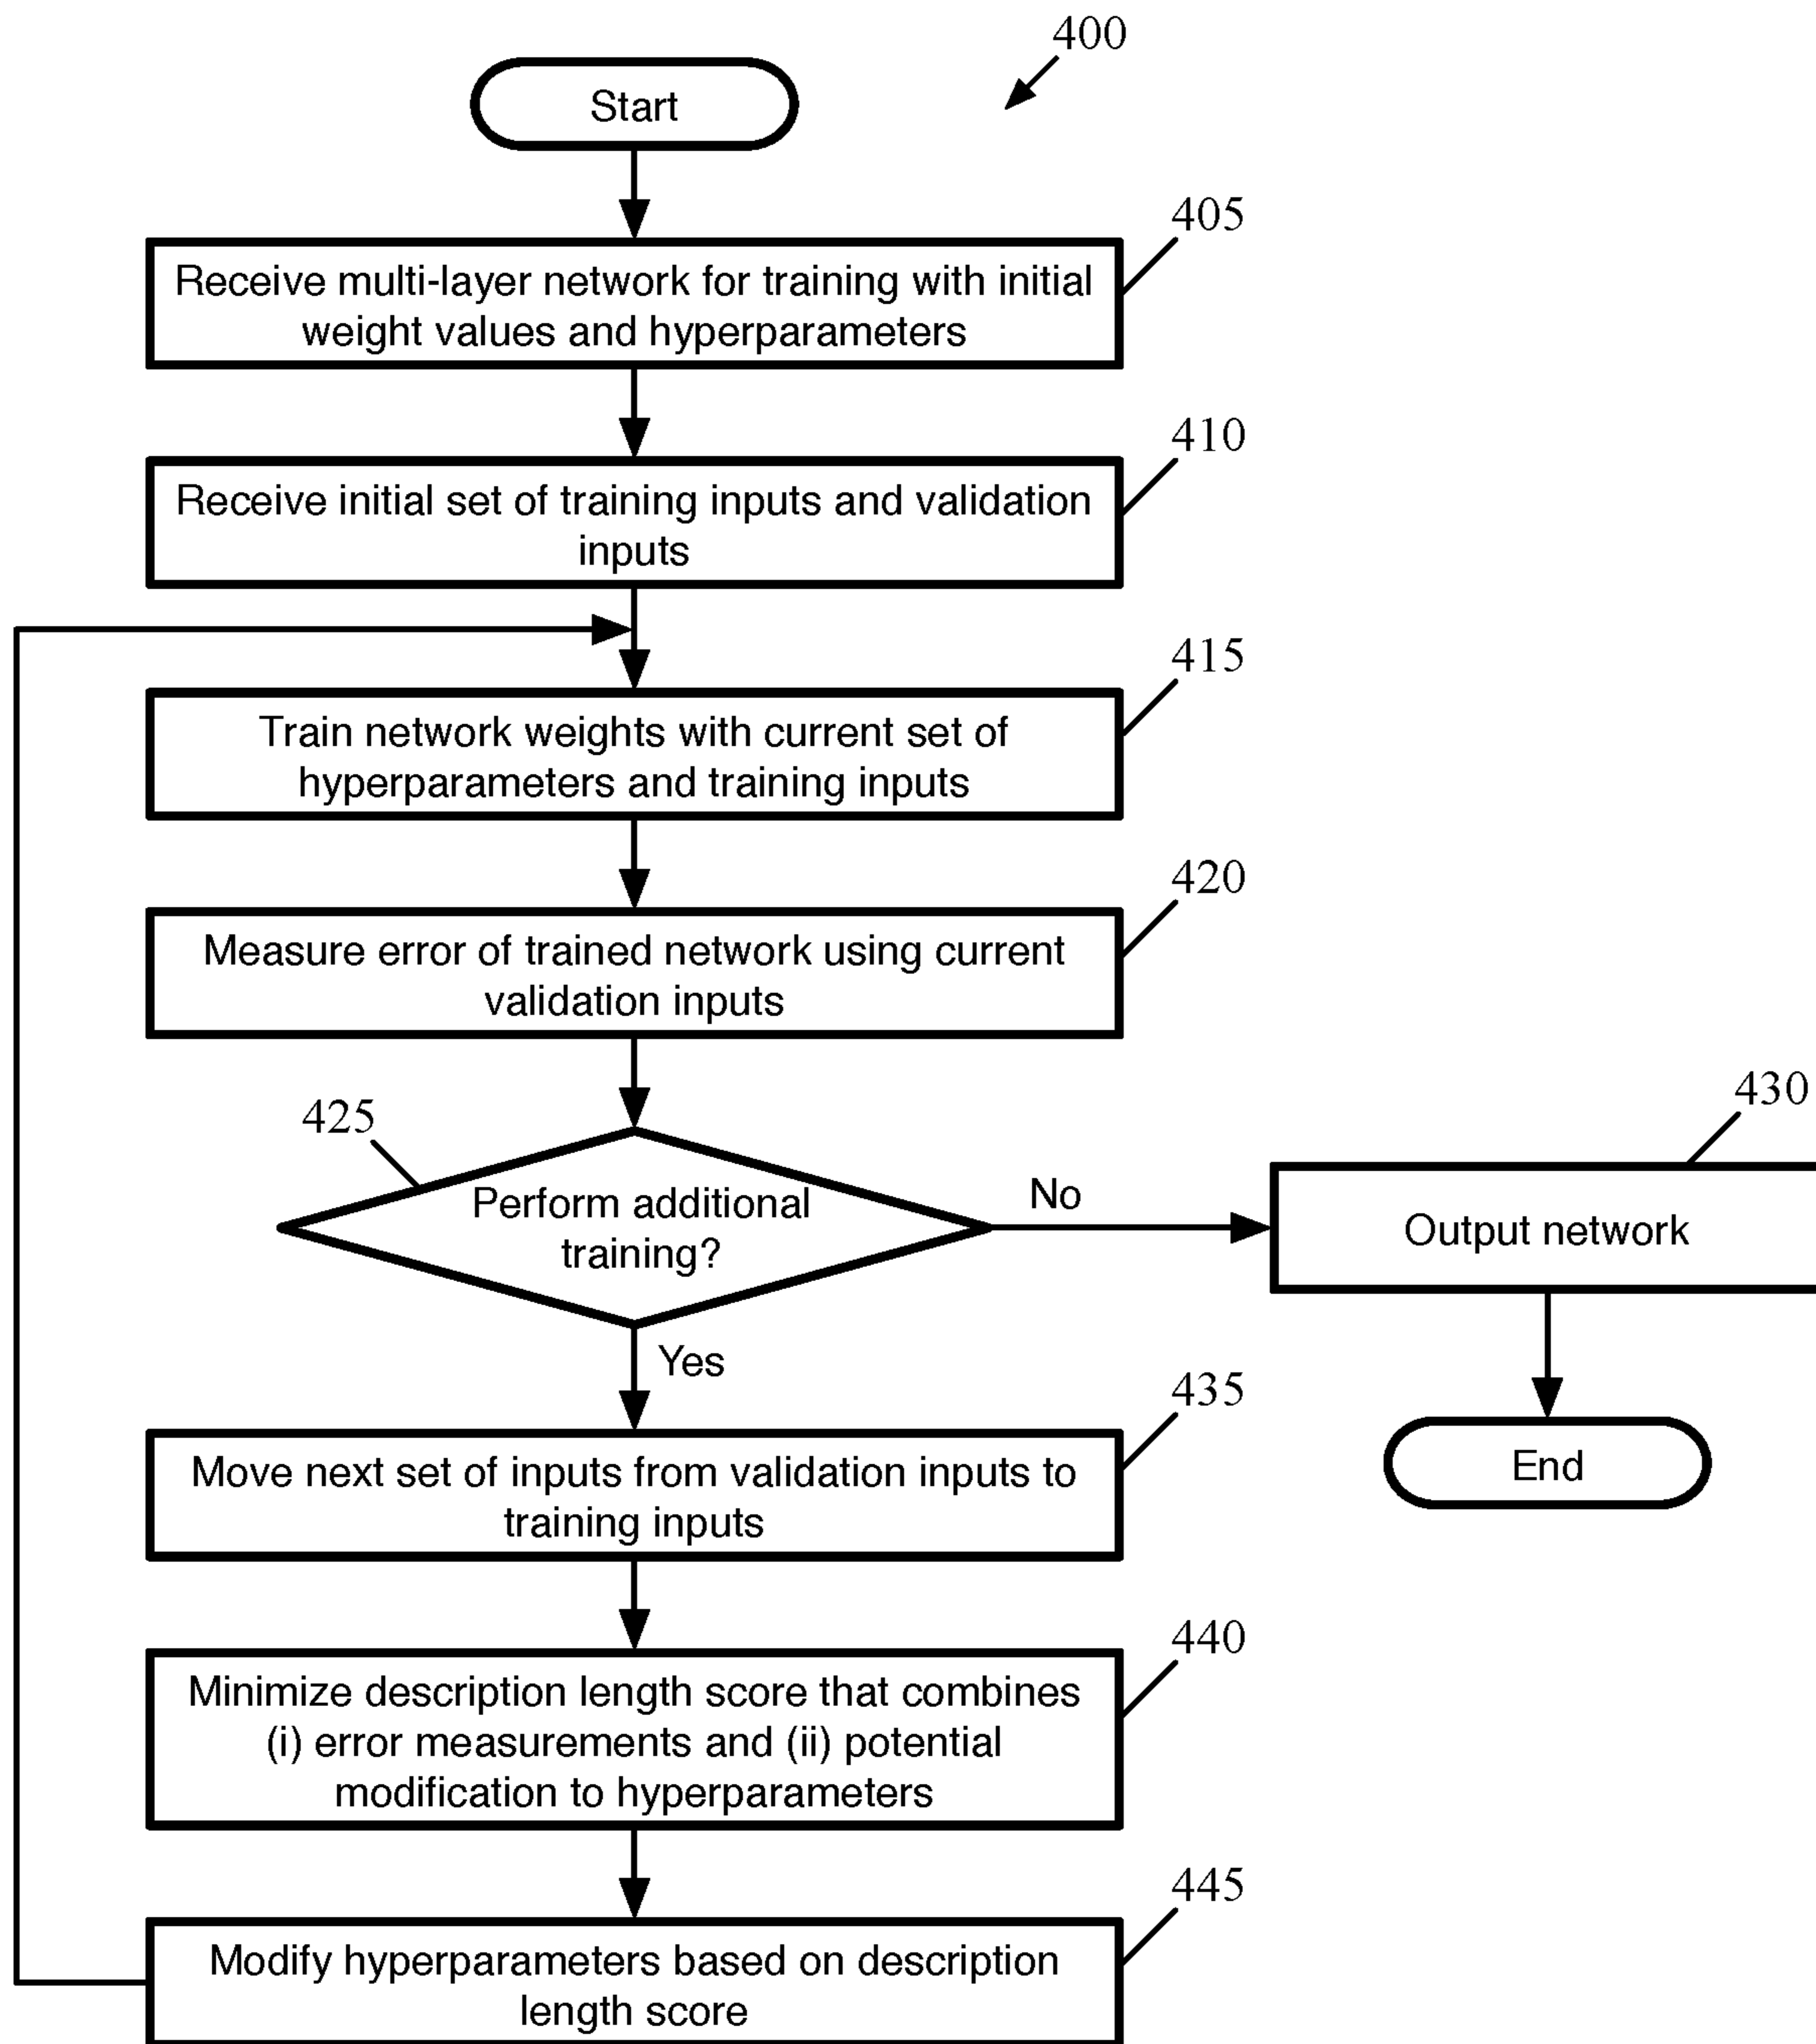 400
Start
405
Receive multi-layer network for training with initial
weight values and hyperparameters
410
Receive initial set of training inputs and validation
inputs
415
Train network weights with current set of
hyperparameters and training inputs
420
Measure error of trained network using current
validation inputs
425
Perform additional
training?
No
430
Output network
Yes
End
435
Move next set of inputs from validation inputs to
training inputs
440
Minimize description length score that combines
(i) error measurements and (ii) potential
modification to hyperparameters
445
Modify hyperparameters based on description
length score